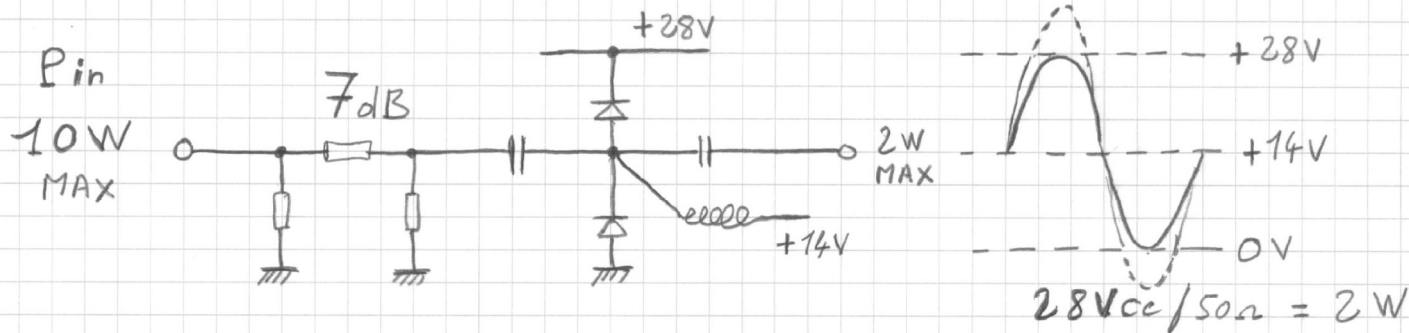 Pin
10W
MAX
7dB
+28V
+14V
2W
MAX
+28V
+14V
0V
28Vcc/50Ω = 2W